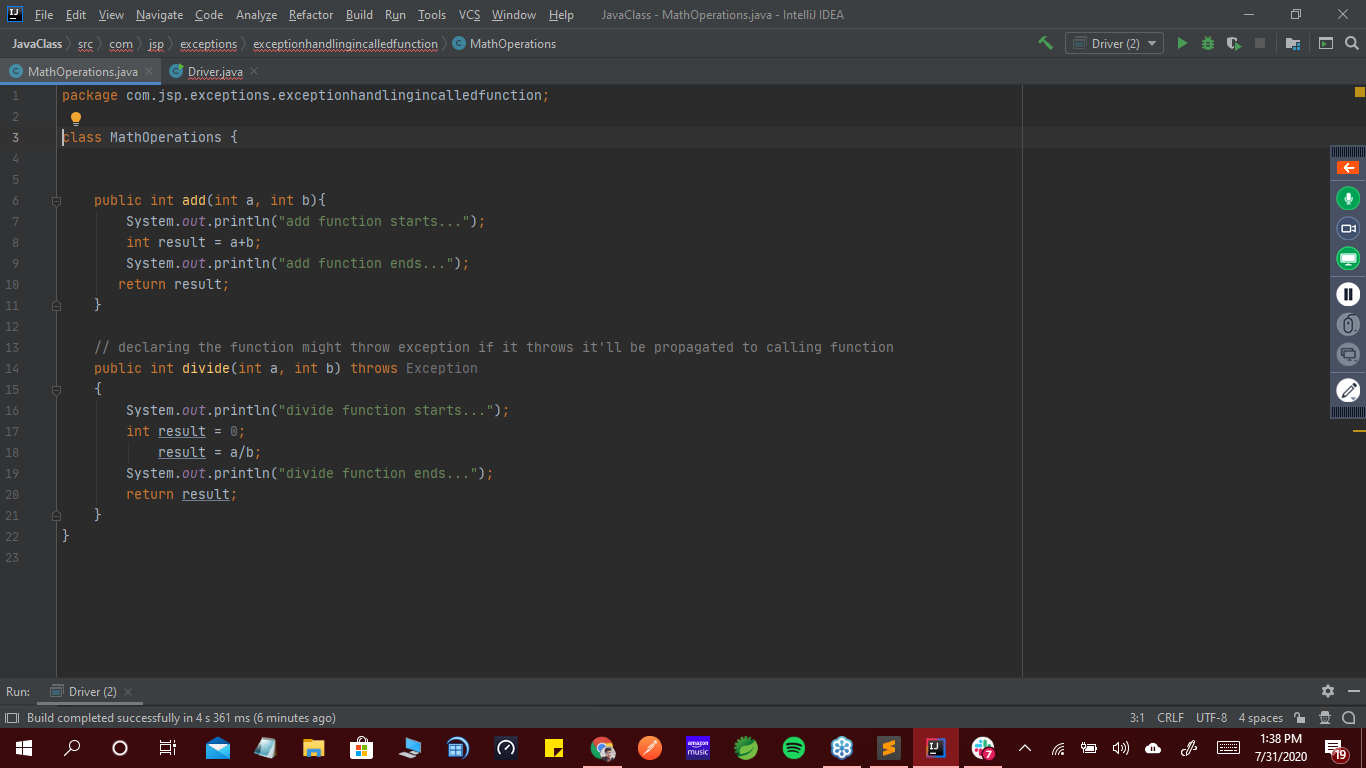 File Edit View Navigate Code Analyze Refactor Build Run Tools VCS Window Help JavaClass - MathOperations.java - IntelliJ IDEA
JavaClass src com jsp exceptions exceptionhandlingincalledfunction MathOperations Driver (2)
MathOperations.java Driver.java
1 package com.jsp.exceptions.exceptionhandlingincalledfunction;
2
3 class MathOperations {
4
5
6 public int add(int a, int b){
7 System.out.println("add function starts...");
8 int result = a+b;
9 System.out.println("add function ends...");
10 return result;
11 }
12
13 // declaring the function might throw exception if it throws it'll be propagated to calling function
14 public int divide(int a, int b) throws Exception
15 {
16 System.out.println("divide function starts...");
17 int result = 0;
18 result = a/b;
19 System.out.println("divide function ends...");
20 return result;
21 }
22 }
23
Run: Driver (2)
Build completed successfully in 4 s 361 ms (6 minutes ago) 3:1 CRLF UTF-8 4 spaces
amazon music
IJ
7
1:38 PM
7/31/2020
19